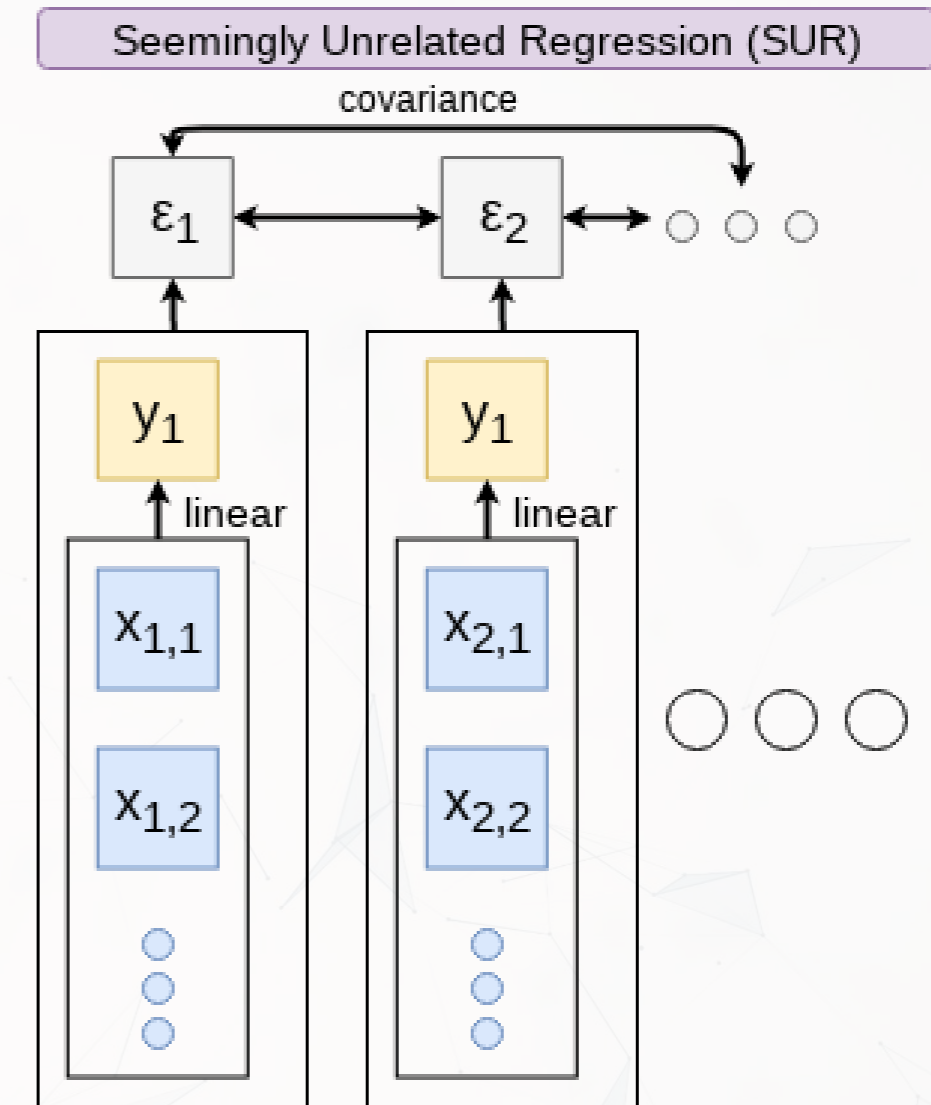 Seemingly Unrelated Regression (SUR)
covariance
ε1 ε2
y1 y1
linear linear
x1,1 x2,1
x1,2 x2,2